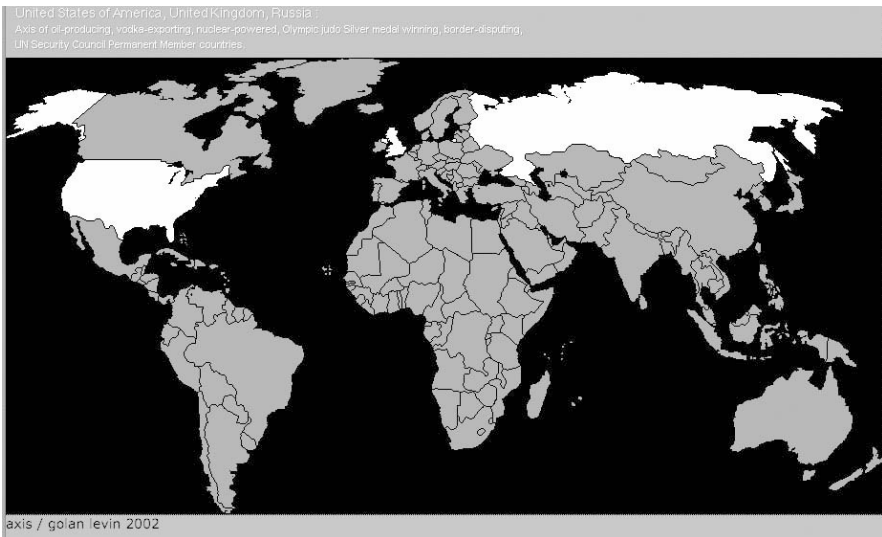 United States of America, United Kingdom, Russia :
Axis of oil-producing, vodka-exporting, nuclear-powered, Olympic judo Silver medal winning, border-disputing,
UN Security Council Permanent Member countries.
axis / golan levin 2002